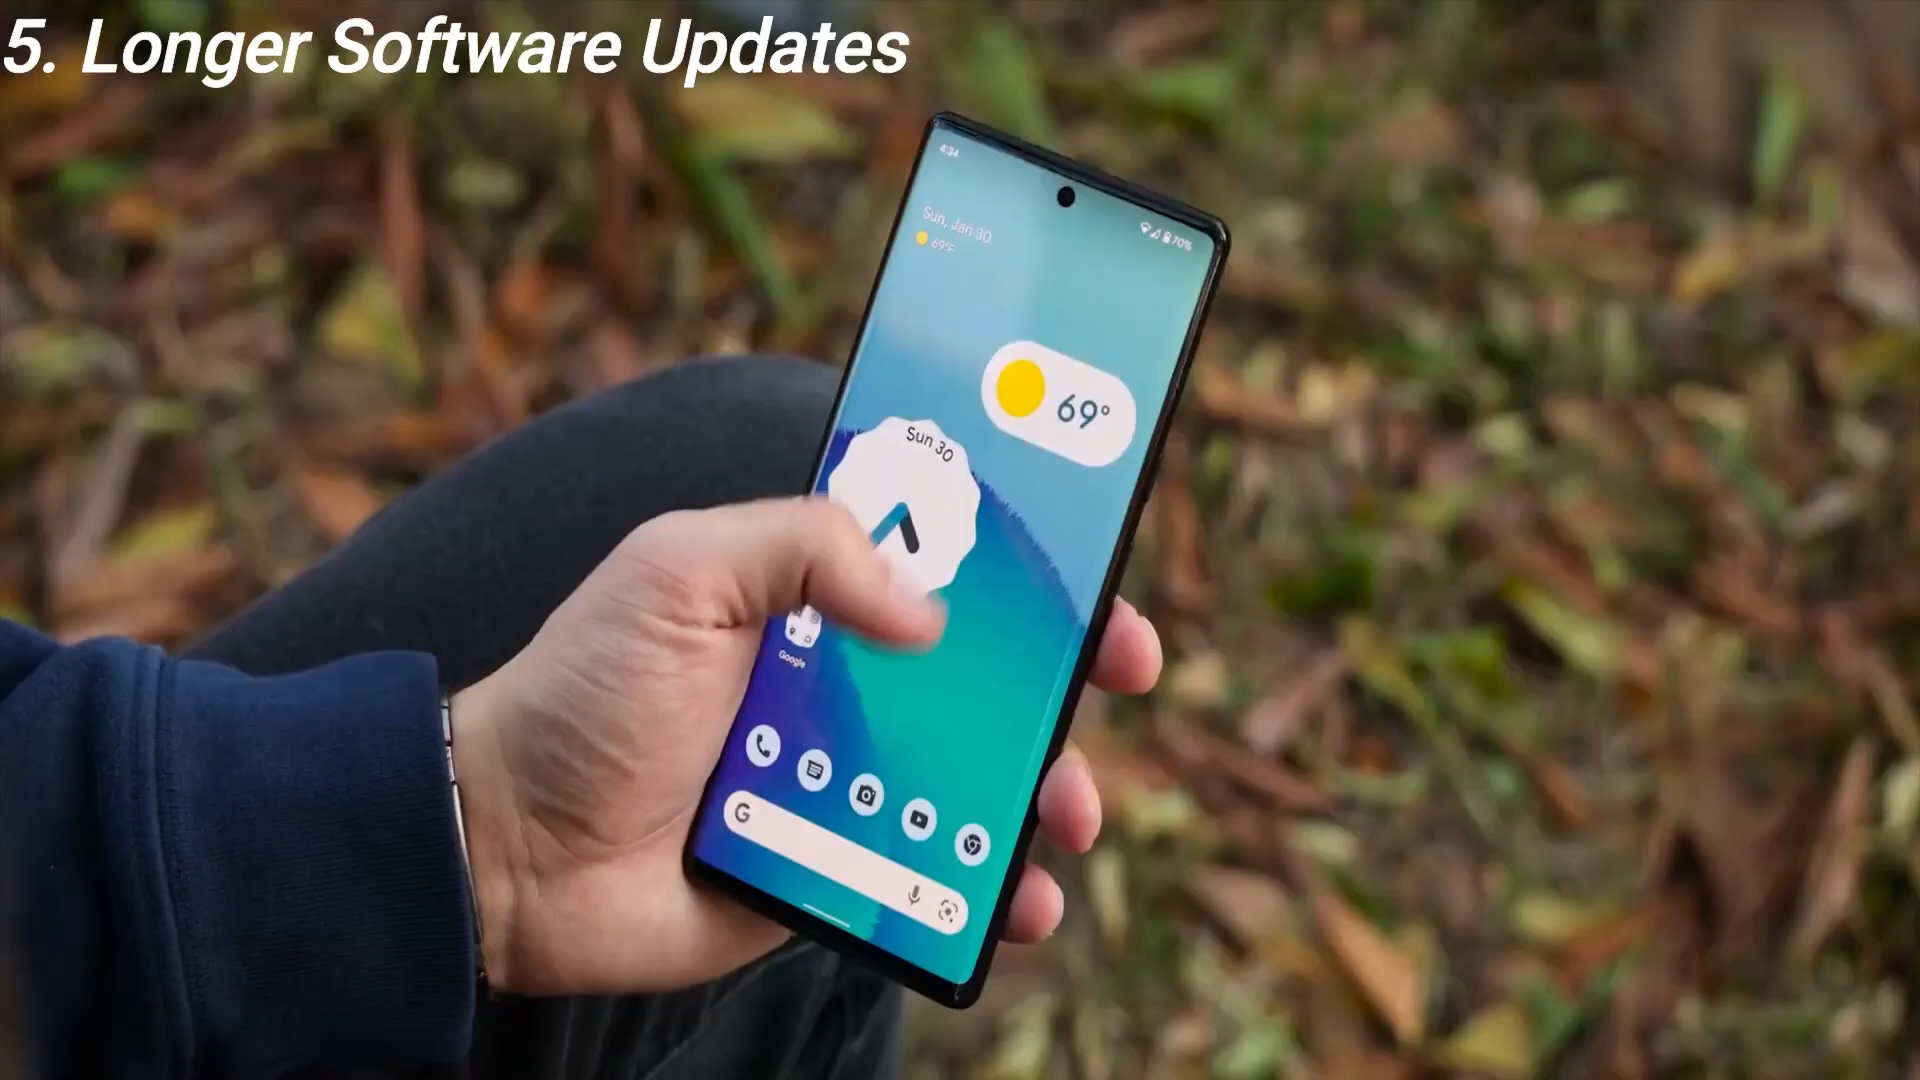 5. Longer Software Updates
4:34
70%
Sun, Jan 30
69°F
69°
Sun 30
Google
G